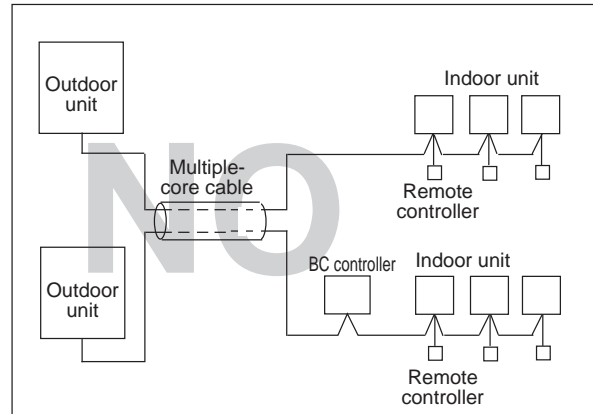 Outdoor
unit
Multiple-
core cable
Indoor unit
Remote
controller
NO
Outdoor
unit
BC controller
Indoor unit
Remote
controller